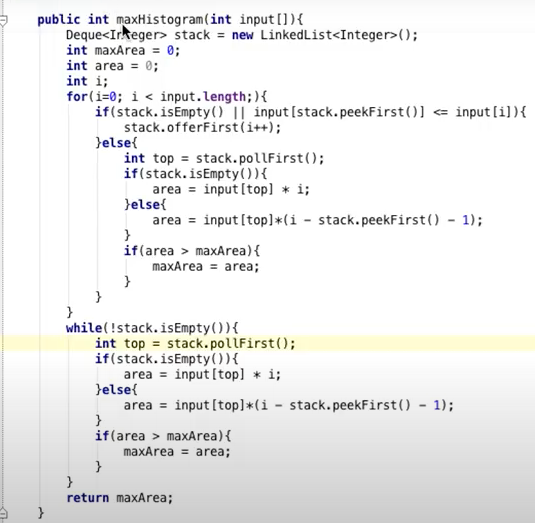 public int maxHistogram(int input[]){
    Deque<Integer> stack = new LinkedList<Integer>();
    int maxArea = 0;
    int area = 0;
    int i;
    for(i=0; i < input.length;){
        if(stack.isEmpty() || input[stack.peekFirst()] <= input[i]){
            stack.offerFirst(i++);
        }else{
            int top = stack.pollFirst();
            if(stack.isEmpty()){
                area = input[top] * i;
            }else{
                area = input[top]*(i - stack.peekFirst() - 1);
            }
            if(area > maxArea){
                maxArea = area;
            }
        }
    }
    while(!stack.isEmpty()){
        int top = stack.pollFirst();
        if(stack.isEmpty()){
            area = input[top] * i;
        }else{
            area = input[top]*(i - stack.peekFirst() - 1);
        }
        if(area > maxArea){
            maxArea = area;
        }
    }
    return maxArea;
}